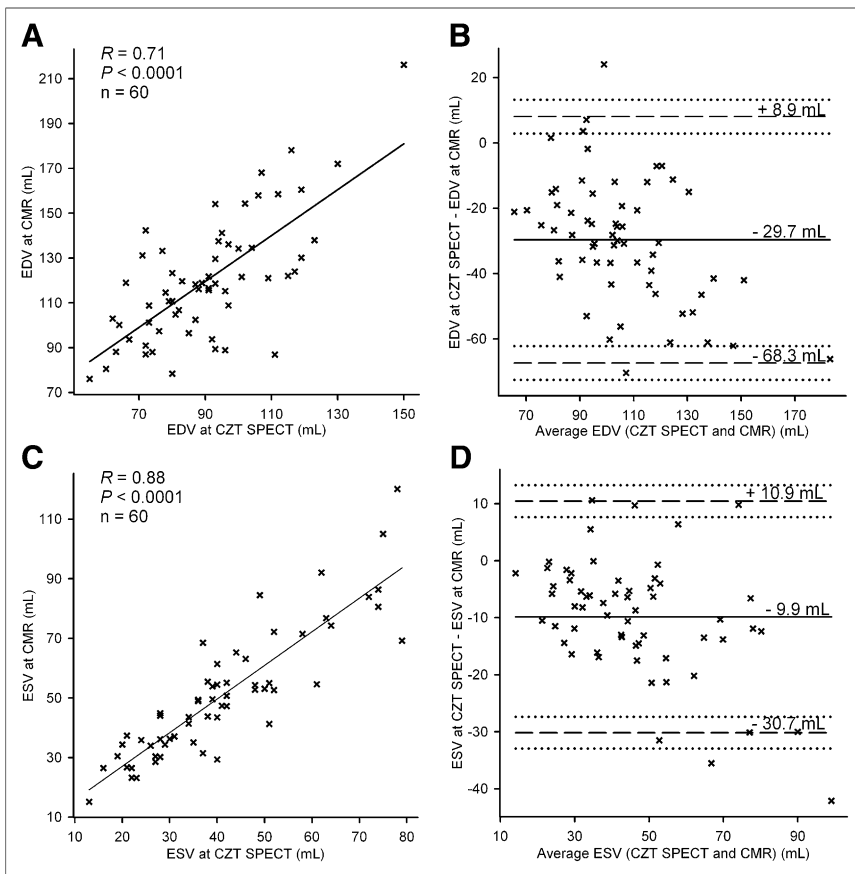 A
R = 0.71
P < 0.0001
n = 60
210
190
170
150
130
110
90
70
EDV at CMR (mL)
70 90 110 130 150
EDV at CZT SPECT (mL)
B
20
0
-20
-40
-60
EDV at CZT SPECT - EDV at CMR (mL)
+ 8.9 mL
- 29.7 mL
- 68.3 mL
70 90 110 130 150 170
Average EDV (CZT SPECT and CMR) (mL)
C
R = 0.88
P < 0.0001
n = 60
110
90
70
50
30
10
ESV at CMR (mL)
10 20 30 40 50 60 70 80
ESV at CZT SPECT (mL)
D
10
0
-10
-20
-30
-40
ESV at CZT SPECT - ESV at CMR (mL)
+ 10.9 mL
- 9.9 mL
- 30.7 mL
10 30 50 70 90
Average ESV (CZT SPECT and CMR) (mL)